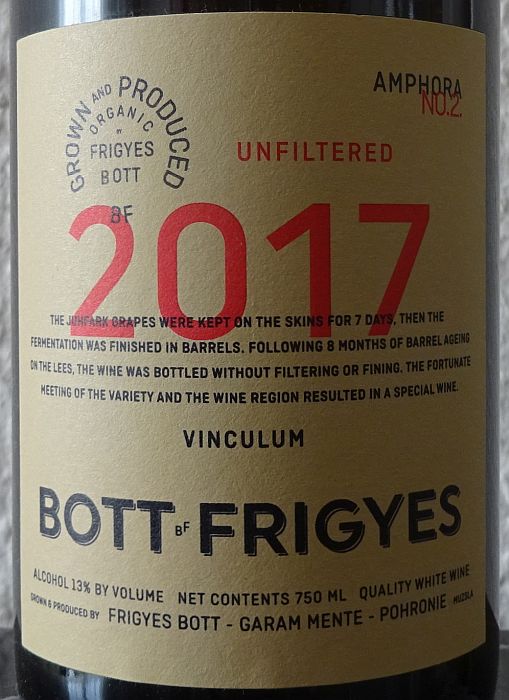 GROWN AND PRODUCED
ORGANIC
BY
FRIGYES
BOTT
BF
AMPHORA
NO.2.
UNFILTERED
2017
THE JUHFARK GRAPES WERE KEPT ON THE SKINS FOR 7 DAYS, THEN THE
FERMENTATION WAS FINISHED IN BARRELS. FOLLOWING 8 MONTHS OF BARREL AGEING
ON THE LEES, THE WINE WAS BOTTLED WITHOUT FILTERING OR FINING. THE FORTUNATE
MEETING OF THE VARIETY AND THE WINE REGION RESULTED IN A SPECIAL WINE.
VINCULUM
BOTT BF FRIGYES
ALCOHOL 13% BY VOLUME NET CONTENTS 750 ML QUALITY WHITE WINE
GROWN & PRODUCED BY FRIGYES BOTT - GARAM MENTE - POHRONIE MUZSLA